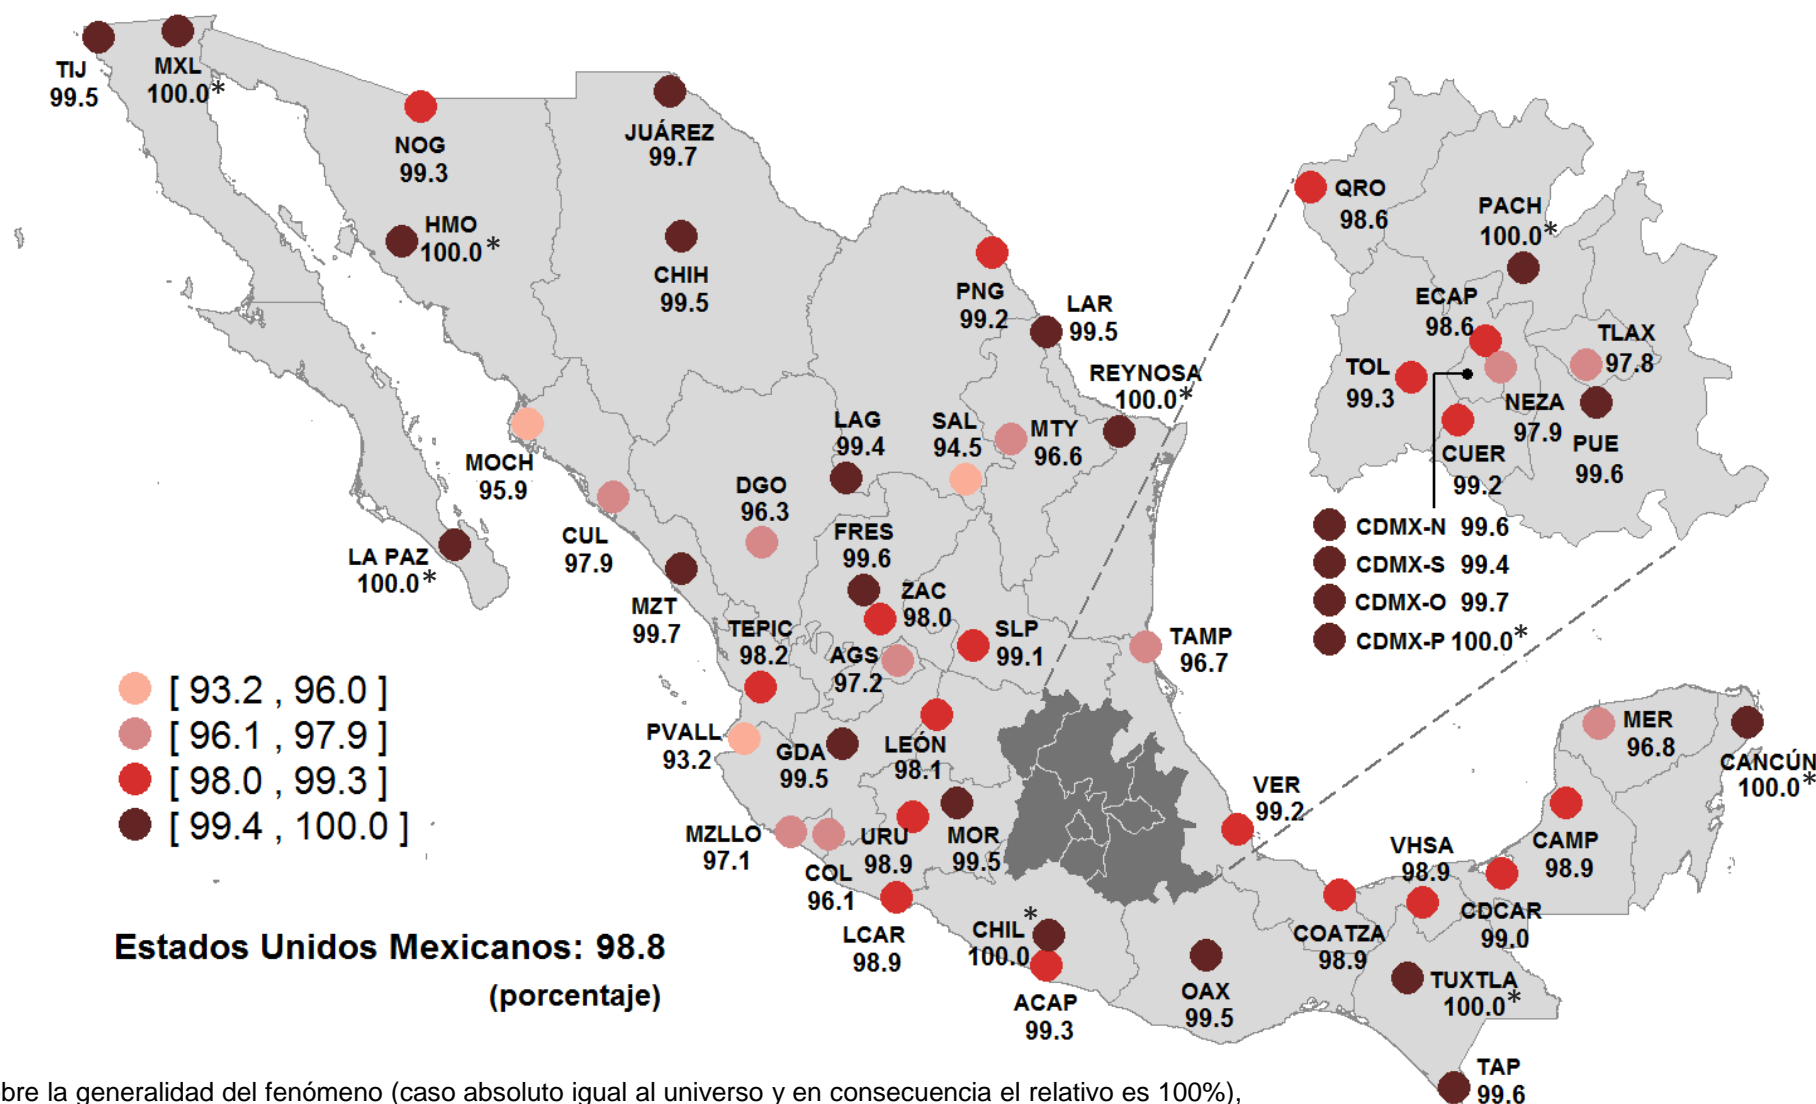 TIJ
99.5
MXL
100.0*
NOG
99.3
HMO
100.0*
JUÁREZ
99.7
CHIH
99.5
PNG
99.2
LAR
99.5
REYNOSA
100.0*
MOCH
95.9
CUL
97.9
LA PAZ
100.0*
DGO
96.3
LAG
99.4
SAL
94.5
MTY
96.6
FRES
99.6
ZAC
98.0
MZT
99.7
TEPIC
98.2
AGS
97.2
SLP
99.1
TAMP
96.7
PVALL
93.2
GDA
99.5
LEÓN
98.1
MZLLO
97.1
COL
96.1
URU
98.9
MOR
99.5
LCAR
98.9
CHIL *
100.0
ACAP
99.3
OAX
99.5
VER
99.2
COATZA
98.9
VHSA
98.9
CDCAR
99.0
CAMP
98.9
MER
96.8
CANCÚN
100.0*
TUXTLA
100.0*
TAP
99.6
QRO
98.6
PACH
100.0*
ECAP
98.6
TOL
99.3
TLAX
97.8
NEZA
97.9
PUE
99.6
CUER
99.2
CDMX-N 99.6
CDMX-S 99.4
CDMX-O 99.7
CDMX-P 100.0*
[ 93.2 , 96.0 ]
[ 96.1 , 97.9 ]
[ 98.0 , 99.3 ]
[ 99.4 , 100.0 ]
Estados Unidos Mexicanos: 98.8
(porcentaje)
bre la generalidad del fenómeno (caso absoluto igual al universo y en consecuencia el relativo es 100%),